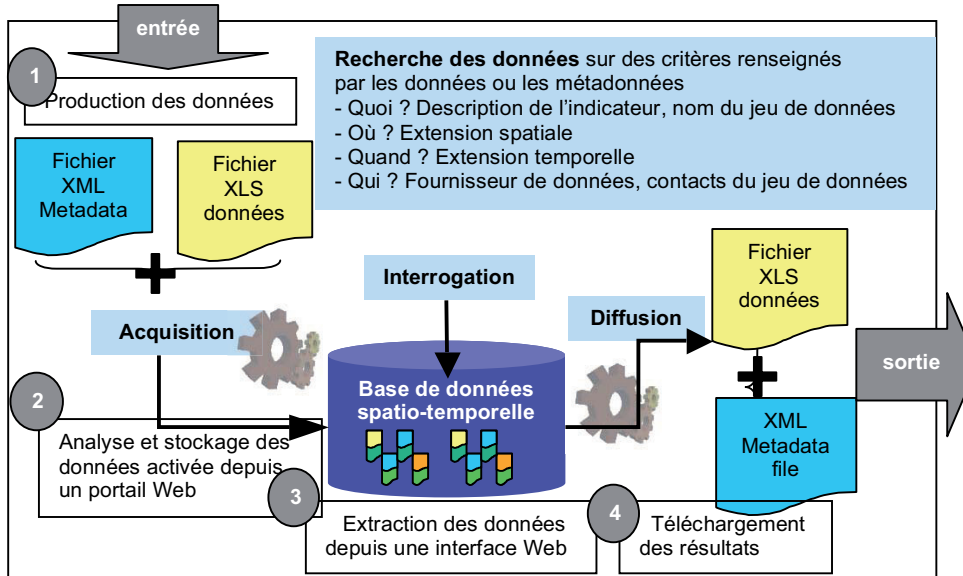 entrée
1
Production des données
Recherche des données sur des critères renseignés
par les données ou les métadonnées
- Quoi ? Description de l’indicateur, nom du jeu de données
- Où ? Extension spatiale
- Quand ? Extension temporelle
- Qui ? Fournisseur de données, contacts du jeu de données
Fichier
XML
Metadata
Fichier
XLS
données
Interrogation
Acquisition
Diffusion
Fichier
XLS
données
sortie
Base de données
spatio-temporelle
2
Analyse et stockage des
données activée depuis
un portail Web
XML
Metadata
file
3
Extraction des données
depuis une interface Web
4
Téléchargement
des résultats